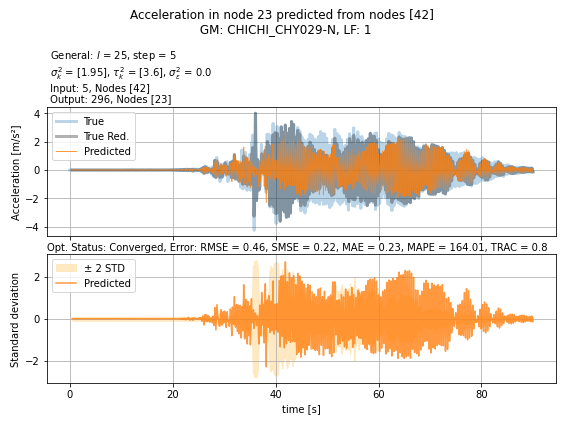 Acceleration in node 23 predicted from nodes [42]
GM: CHICHI_CHY029-N, LF: 1
General: l = 25, step = 5
σ²ₖ = [1.95], τ²ₖ = [3.6], σ²ε = 0.0
Input: 5, Nodes [42]
Output: 296, Nodes [23]
4
2
0
−2
−4
Acceleration [m/s²]
True
True Red.
Predicted
Opt. Status: Converged, Error: RMSE = 0.46, SMSE = 0.22, MAE = 0.23, MAPE = 164.01, TRAC = 0.8
2
0
−2
Standard deviation
± 2 STD
Predicted
0 20 40 60 80
time [s]